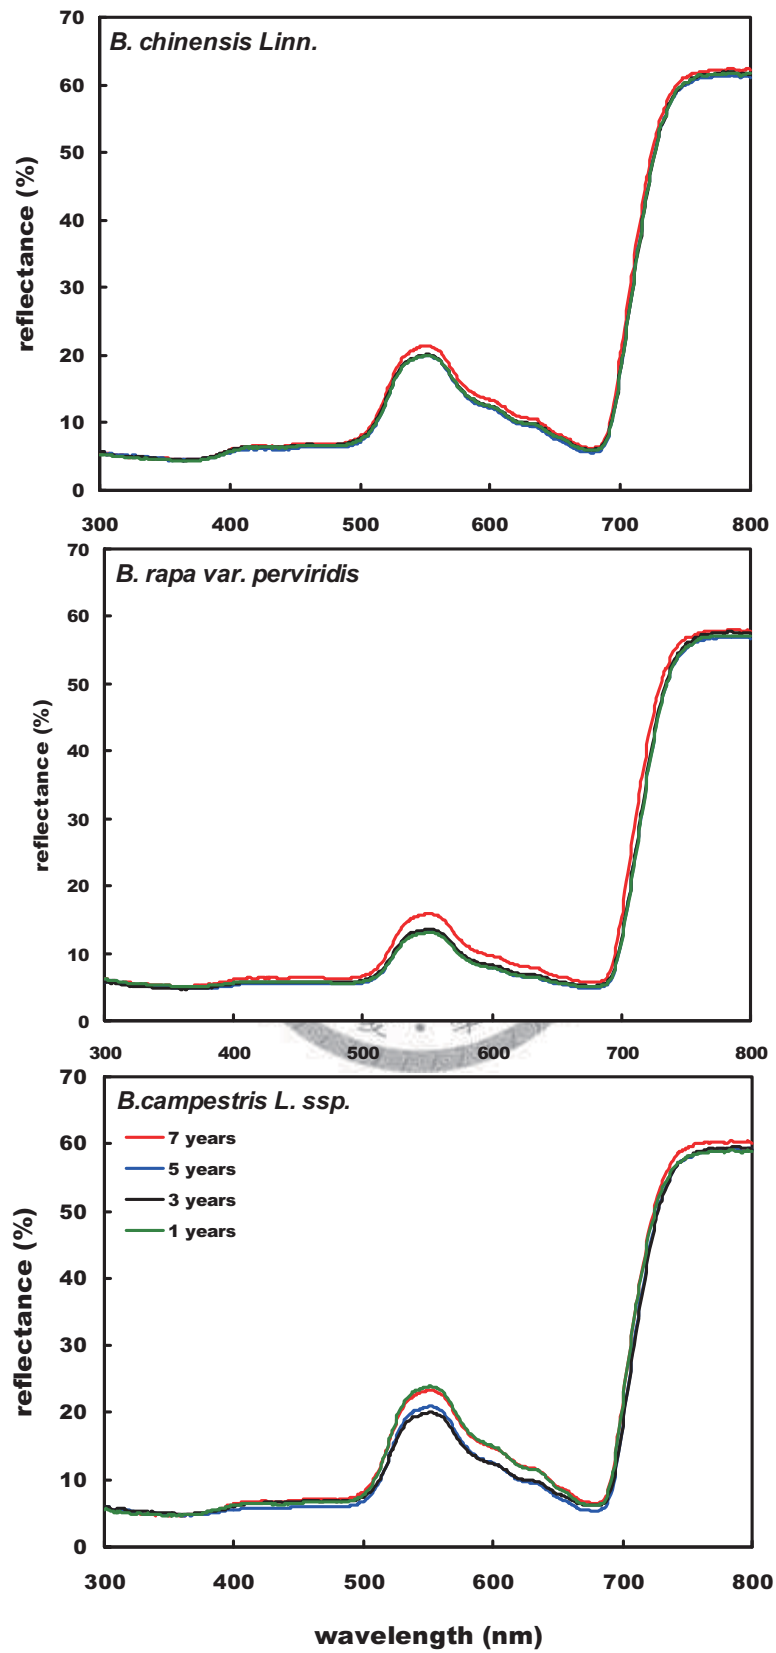 B. chinensis Linn.
reflectance (%)
70
60
50
40
30
20
10
0
300 400 500 600 700 800
B. rapa var. perviridis
reflectance (%)
70
60
50
40
30
20
10
0
300 400 500 600 700 800
B.campestris L. ssp.
7 years
5 years
3 years
1 years
reflectance (%)
70
60
50
40
30
20
10
0
300 400 500 600 700 800
wavelength (nm)